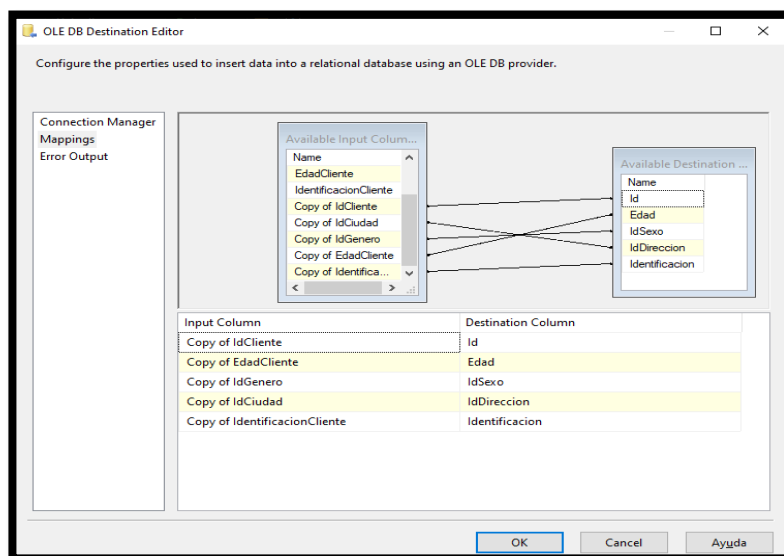 OLE DB Destination Editor
Configure the properties used to insert data into a relational database using an OLE DB provider.
Connection Manager
Mappings
Error Output
Available Input Colum...
Name
EdadCliente
IdentificacionCliente
Copy of IdCliente
Copy of IdCiudad
Copy of IdGenero
Copy of EdadCliente
Copy of Identifica...
Available Destination ...
Name
Id
Edad
IdSexo
IdDireccion
Identificacion
Input Column Destination Column
Copy of IdCliente Id
Copy of EdadCliente Edad
Copy of IdGenero IdSexo
Copy of IdCiudad IdDireccion
Copy of IdentificacionCliente Identificacion
OK Cancel Ayuda